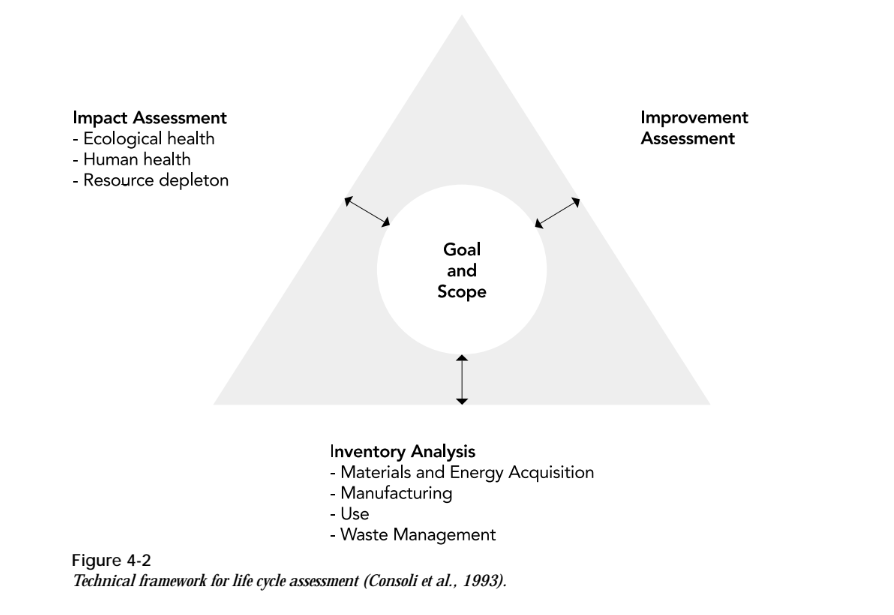 Impact Assessment
- Ecological health
- Human health
- Resource depleton
Improvement
Assessment
Goal
and
Scope
Inventory Analysis
- Materials and Energy Acquisition
- Manufacturing
- Use
- Waste Management
Figure 4-2
Technical framework for life cycle assessment (Consoli et al., 1993).